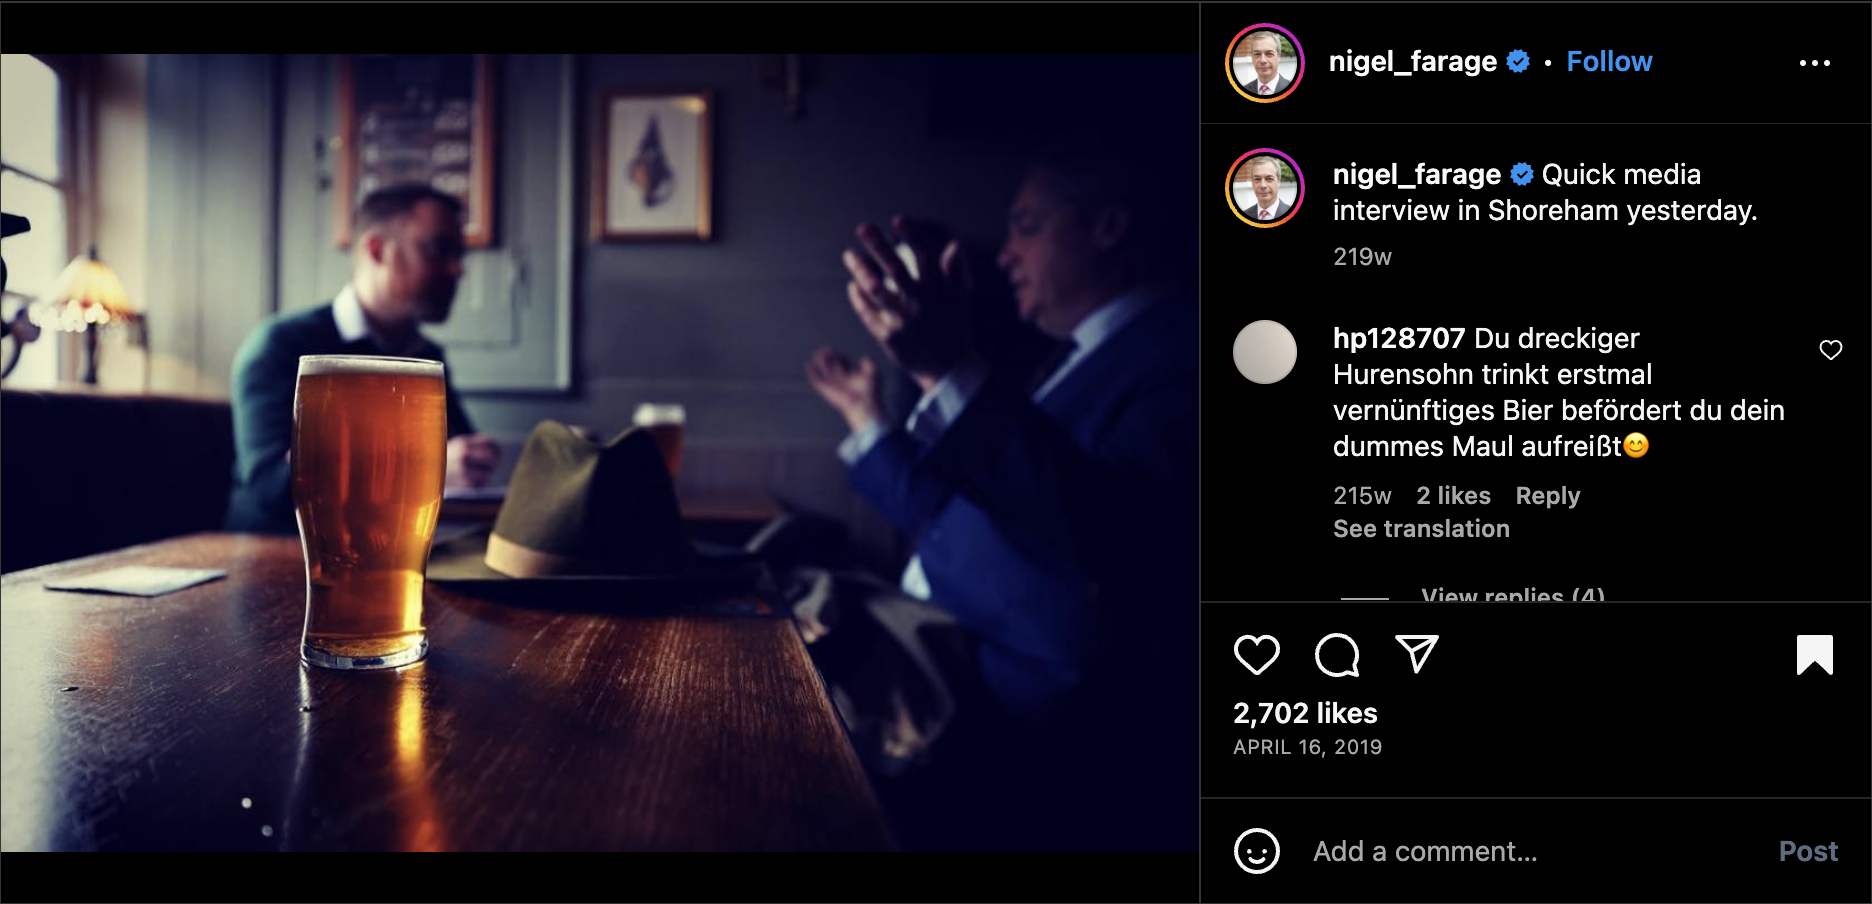 nigel_farage • Follow
nigel_farage Quick media
interview in Shoreham yesterday.
219w
hp128707 Du dreckiger
Hurensohn trinkt erstmal
vernünftiges Bier befördert du dein
dummes Maul aufreißt😊
215w 2 likes Reply
See translation
View replies (4)
2,702 likes
APRIL 16, 2019
Add a comment... Post